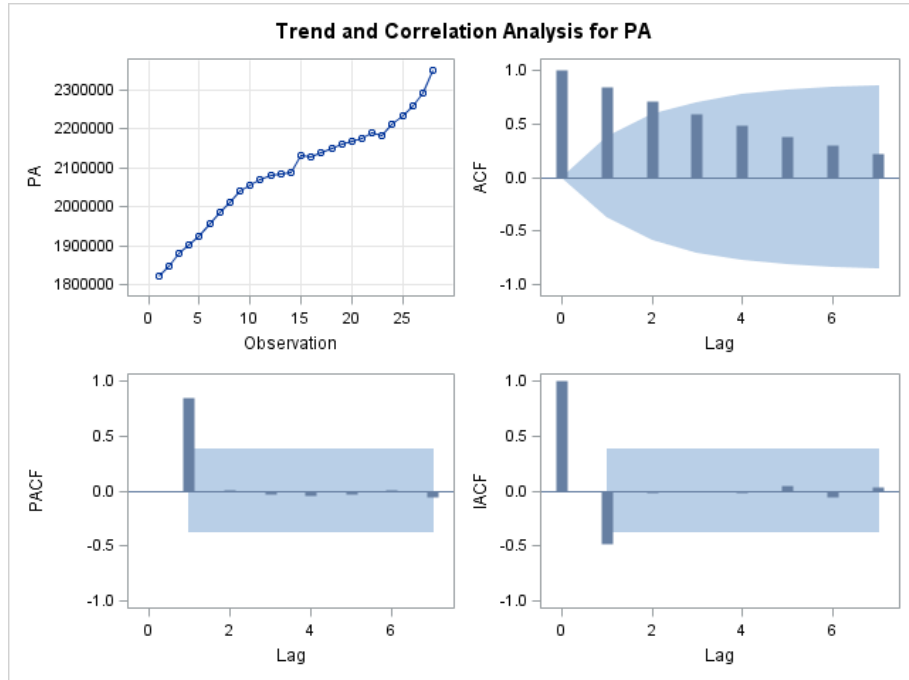 Trend and Correlation Analysis for PA
PA
2300000
2200000
2100000
2000000
1900000
1800000
0 5 10 15 20 25
Observation
ACF
1.0
0.5
0.0
-0.5
-1.0
0 2 4 6
Lag
PACF
1.0
0.5
0.0
-0.5
-1.0
0 2 4 6
Lag
IACF
1.0
0.5
0.0
-0.5
-1.0
0 2 4 6
Lag